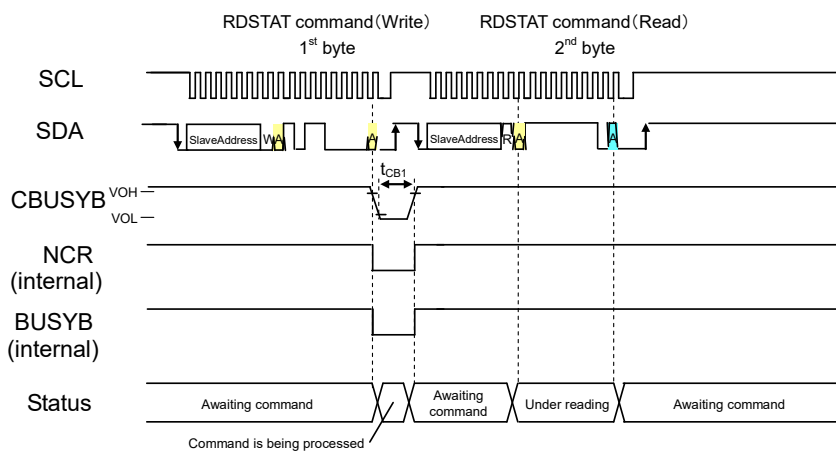 RDSTAT command(Write)
1st byte
RDSTAT command(Read)
2nd byte
SCL
SDA
SlaveAddress W A A SlaveAddress R A A
tCB1
CBUSYB
VOH
VOL
NCR
(internal)
BUSYB
(internal)
Status
Awaiting command
Awaiting
command
Under reading
Awaiting command
Command is being processed